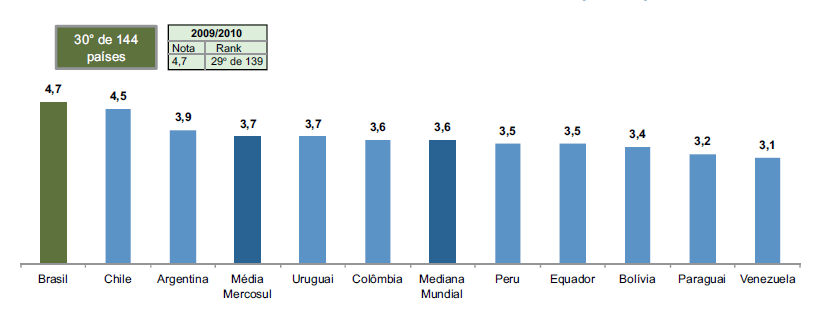 30° de 144
países
2009/2010
Nota Rank
4,7 29º de 139
4,7
4,5
3,9
3,7
3,7
3,6
3,6
3,5
3,5
3,4
3,2
3,1
Brasil
Chile
Argentina
Média
Mercosul
Uruguai
Colômbia
Mediana
Mundial
Peru
Equador
Bolívia
Paraguai
Venezuela